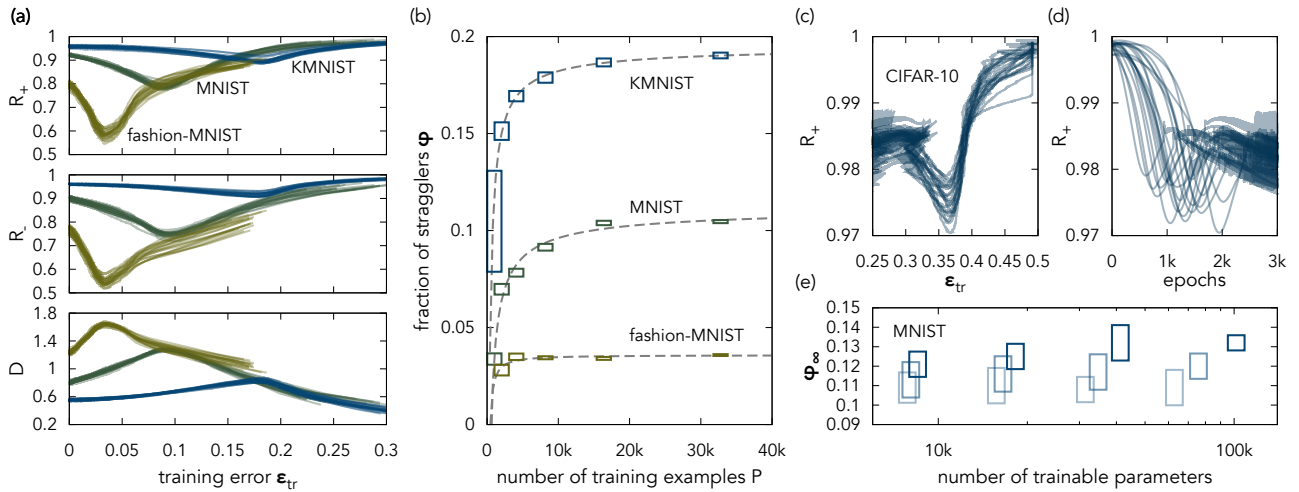 (a)
1
0.9
0.8
0.7
0.6
0.5
R+
KMNIST
MNIST
fashion-MNIST
1
0.9
0.8
0.7
0.6
0.5
R-
1.8
1.4
1
0.6
0.2
D
0 0.05 0.1 0.15 0.2 0.25 0.3
training error εtr
(b)
0.2
0.15
0.1
0.05
0
fraction of stragglers φ
KMNIST
MNIST
fashion-MNIST
0 10k 20k 30k 40k
number of training examples P
(c)
1
0.99
0.98
0.97
R+
CIFAR-10
0.25 0.3 0.35 0.4 0.45 0.5
εtr
(d)
1
0.99
0.98
0.97
R+
0 1k 2k 3k
epochs
(e)
0.15
0.14
0.13
0.12
0.11
0.1
0.09
φ∞
MNIST
10k 100k
number of trainable parameters